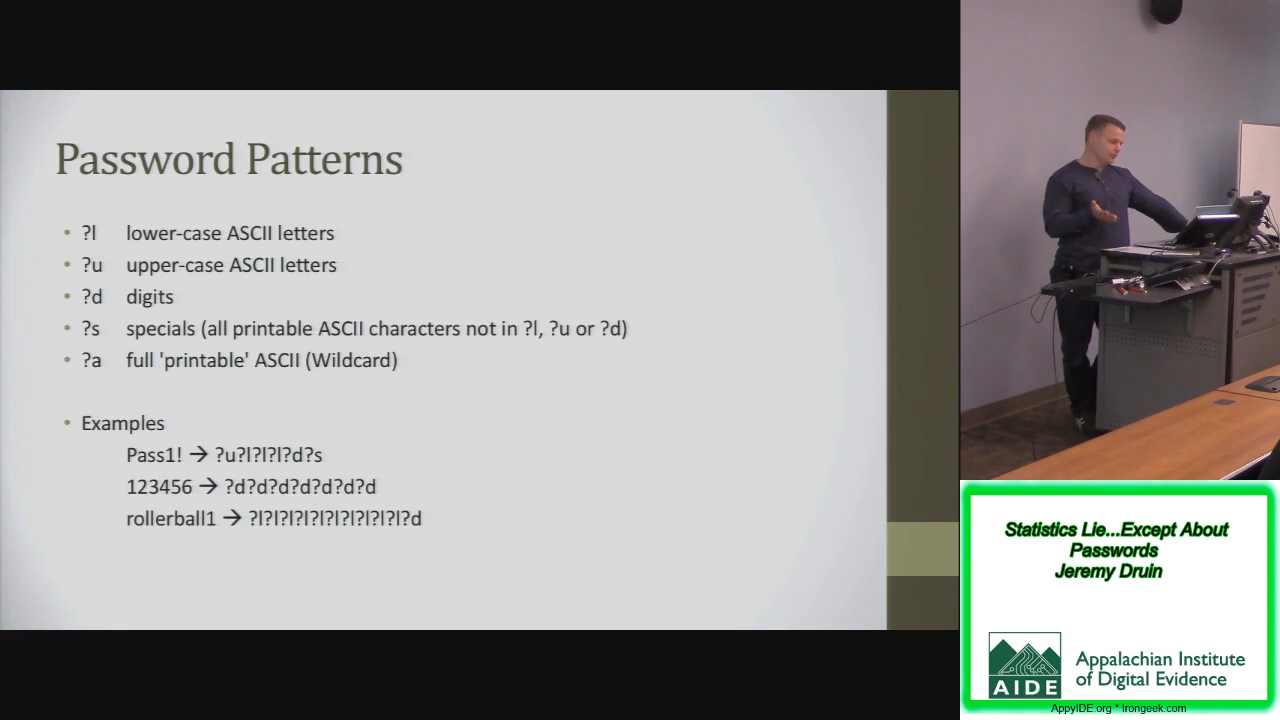 Password Patterns
• ?l lower-case ASCII letters
• ?u upper-case ASCII letters
• ?d digits
• ?s specials (all printable ASCII characters not in ?l, ?u or ?d)
• ?a full 'printable' ASCII (Wildcard)
• Examples
Pass1! → ?u?l?l?l?d?s
123456 → ?d?d?d?d?d?d?d
rollerball1 → ?l?l?l?l?l?l?l?l?l?l?l?d
Statistics Lie...Except About
Passwords
Jeremy Druin
AIDE
Appalachian Institute
of Digital Evidence
AppyIDE.org * Irongeek.com